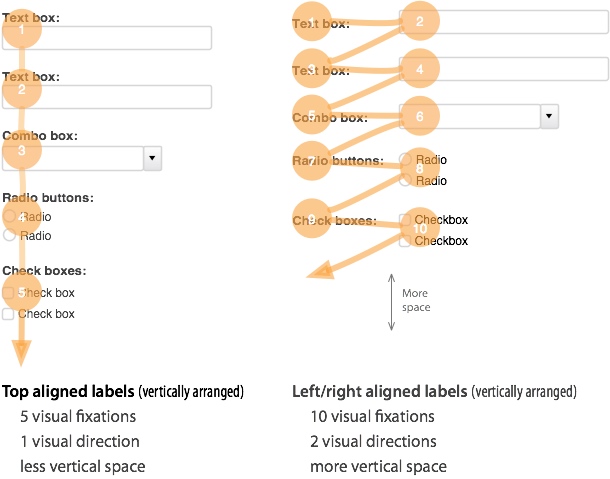 Text box:
1
Text box:
2
Combo box:
3
Radio buttons:
4 Radio
Radio
Check boxes:
5 Check box
Check box
Top aligned labels (vertically arranged)
5 visual fixations
1 visual direction
less vertical space
1 2
Text box:
3 4
Text box:
5 6
Combo box:
7 8
Radio buttons: Radio
Radio
9 10
Check boxes: Checkbox
Checkbox
More
space
Left/right aligned labels (vertically arranged)
10 visual fixations
2 visual directions
more vertical space